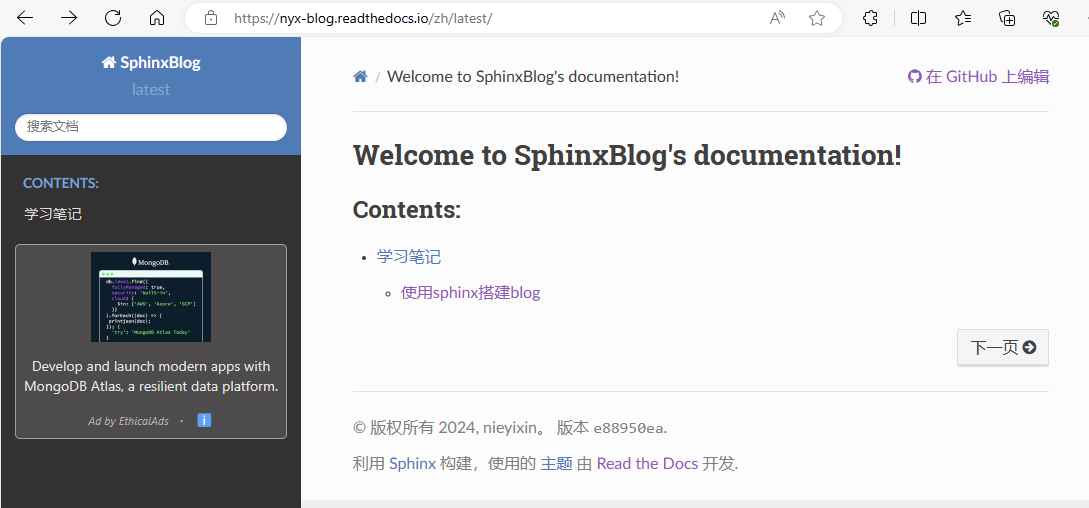 https://nyx-blog.readthedocs.io/zh/latest/
SphinxBlog
latest
搜索文档
CONTENTS:
学习笔记
MongoDB.
db.ideal.find({
fullyManaged: true,
security: 'built-in',
cloud: {
$in: ['AWS', 'Azure', 'GCP']
}}
).forEach((doc) => {
printjson(doc);
}); {
'try': 'MongoDB Atlas Today'
}
Develop and launch modern apps with
MongoDB Atlas, a resilient data platform.
Ad by EthicalAds · i
/ Welcome to SphinxBlog's documentation!
在 GitHub 上编辑
Welcome to SphinxBlog's documentation!
Contents:
• 学习笔记
◦ 使用sphinx搭建blog
下一页
© 版权所有 2024, nieyixin。 版本 e88950ea.
利用 Sphinx 构建，使用的 主题 由 Read the Docs 开发.